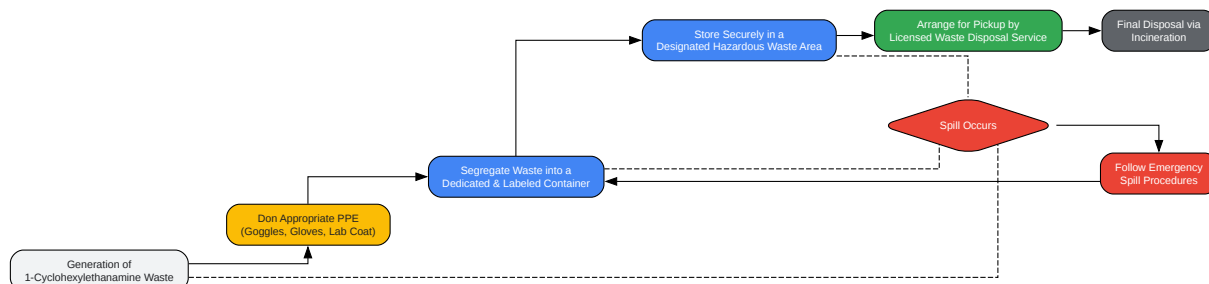 Store Securely in a
Designated Hazardous Waste Area
Arrange for Pickup by
Licensed Waste Disposal Service
Final Disposal via
Incineration
Spill Occurs
Segregate Waste into a
Dedicated & Labeled Container
Follow Emergency
Spill Procedures
Don Appropriate PPE
(Goggles, Gloves, Lab Coat)
Generation of
1-Cyclohexylethanamine Waste